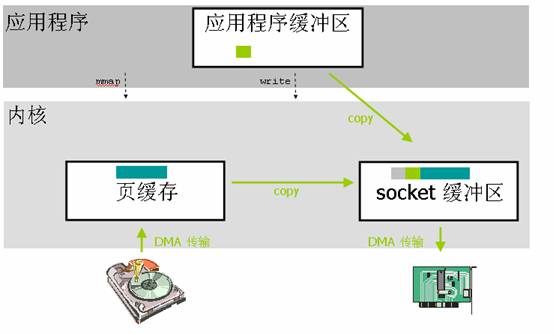 应用程序
应用程序缓冲区
mmap
write
copy
内核
页缓存
copy
socket 缓冲区
DMA 传输
DMA 传输